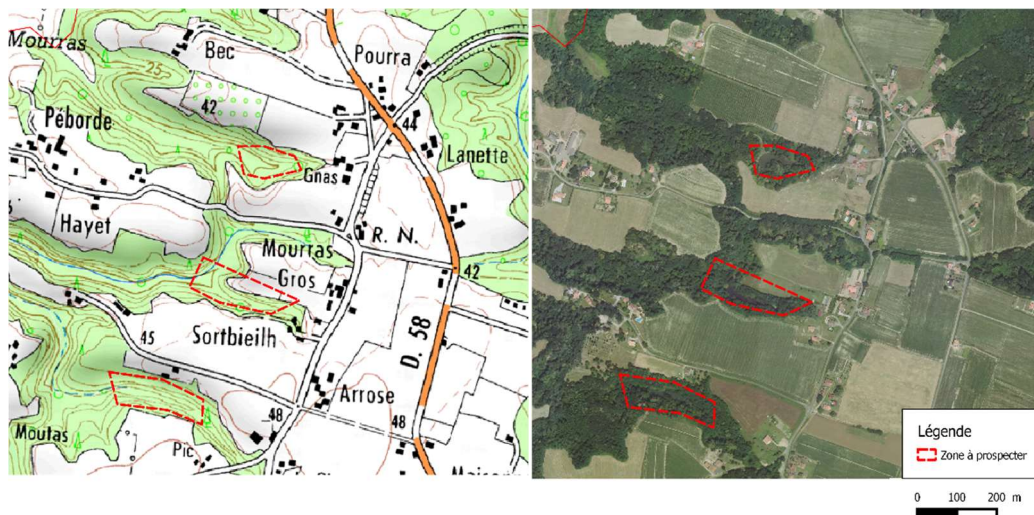 Mourras
Bec
Pourra
25
42
Péborde
44
Lanette
Gnas
Hayet
R. N.
Mourras
Gros
42
Sortbieilh
45
D. 58
Arrose
48
48
Moutas
Pic
Légende
Zone à prospecter
0 100 200 m